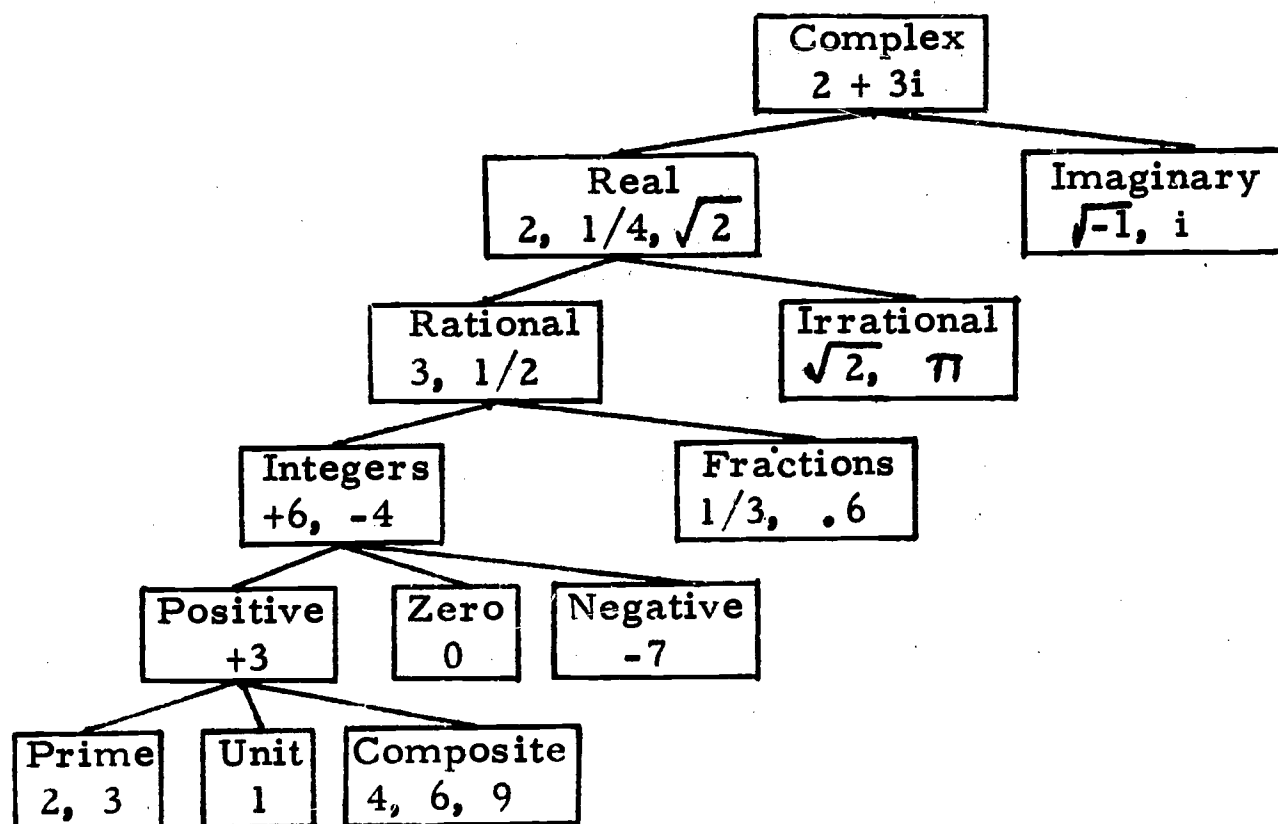 Complex
2 + 3i
Real
2, 1/4, √2
Imaginary
√-1, i
Rational
3, 1/2
Irrational
√2, π
Integers
+6, -4
Fractions
1/3, .6
Positive
+3
Zero
0
Negative
-7
Prime
2, 3
Unit
1
Composite
4, 6, 9